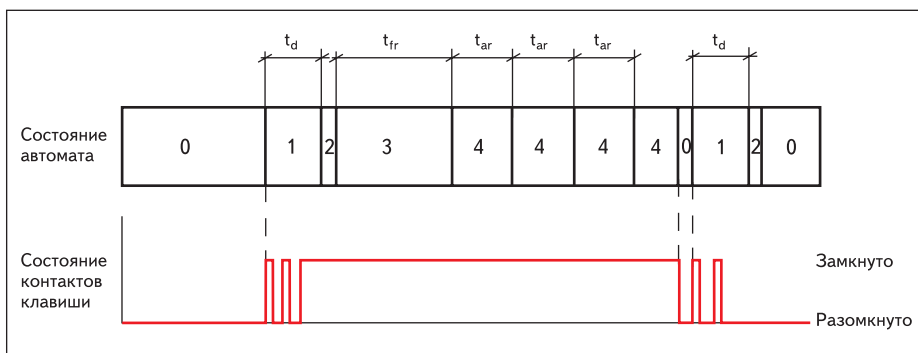 t_d t_fr t_ar t_ar t_ar t_d
Состояние
автомата
0 1 2 3 4 4 4 4 0 1 2 0
Состояние
контактов
клавиши
Замкнуто
Разомкнуто